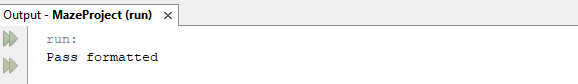 Output - MazeProject (run) ×
run:
Pass formatted